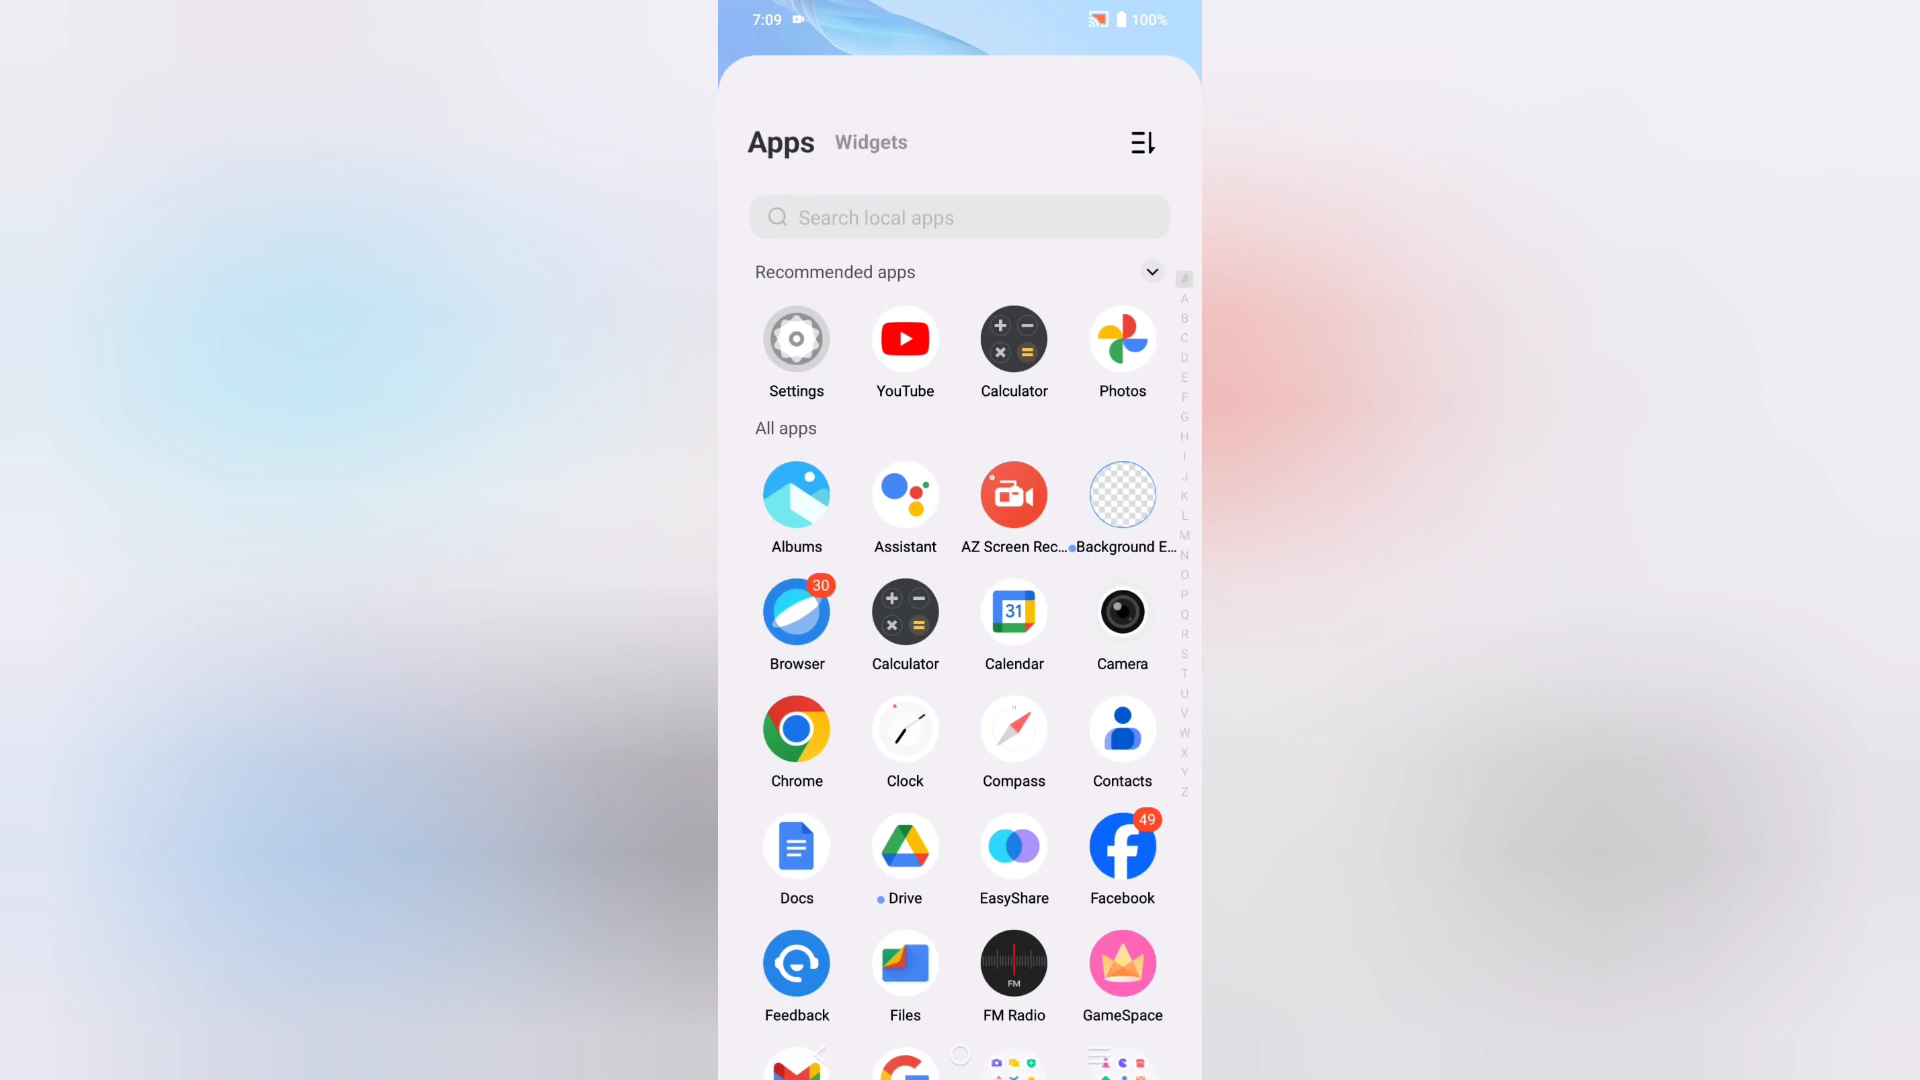 7:09 100%
Apps Widgets
Search local apps
Recommended apps
#
A
B
C
D
E
F
G
H
I
J
K
L
M
N
O
P
Q
R
S
T
U
V
W
X
Y
Z
Settings YouTube Calculator Photos
All apps
Albums Assistant AZ Screen Rec... Background E...
30
31
Browser Calculator Calendar Camera
Chrome Clock Compass Contacts
49
Docs Drive EasyShare Facebook
FM
Feedback Files FM Radio GameSpace